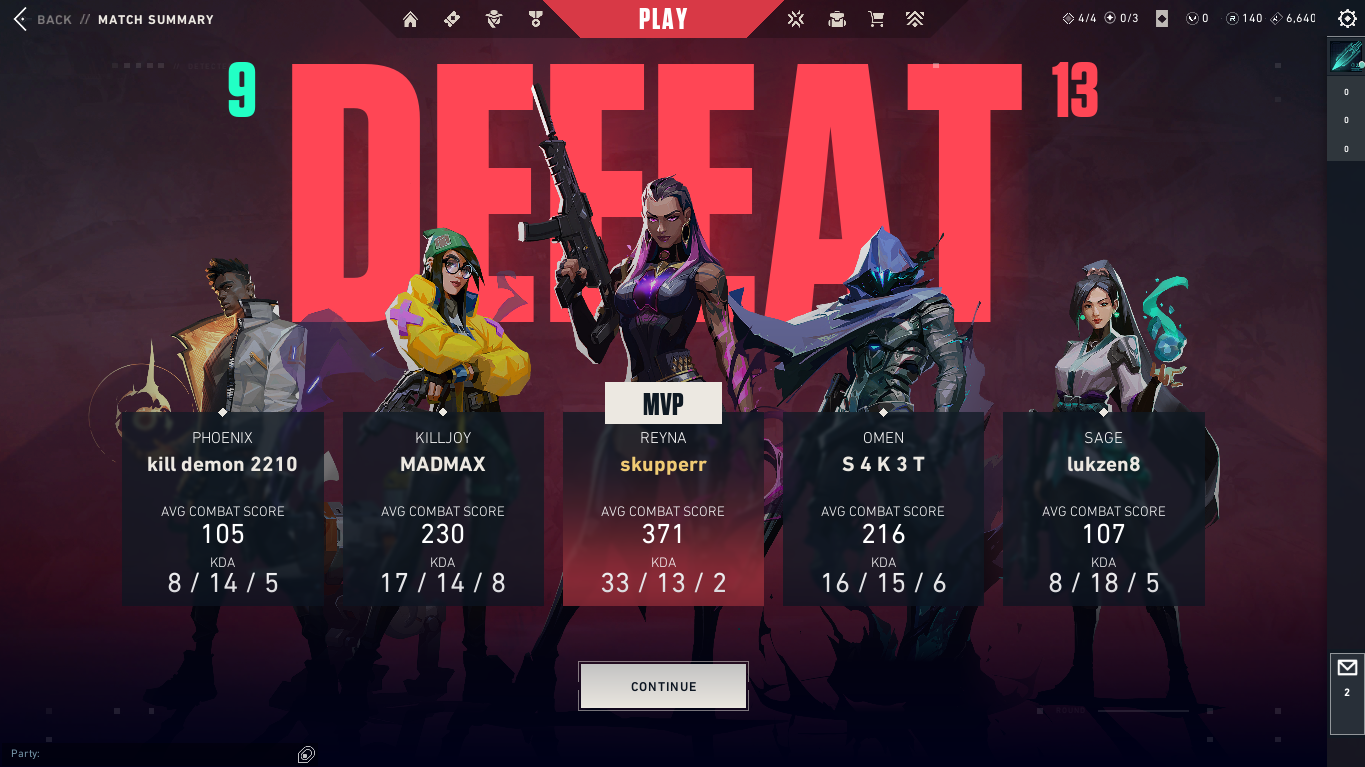 BACK // MATCH SUMMARY
PLAY
4/4 0/3 0 140 6,640
9 DEFEAT 13
0
0
0
MVP
PHOENIX
kill demon 2210
AVG COMBAT SCORE
105
KDA
8 / 14 / 5
KILLJOY
MADMAX
AVG COMBAT SCORE
230
KDA
17 / 14 / 8
REYNA
skupperr
AVG COMBAT SCORE
371
KDA
33 / 13 / 2
OMEN
S 4 K 3 T
AVG COMBAT SCORE
216
KDA
16 / 15 / 6
SAGE
lukzen8
AVG COMBAT SCORE
107
KDA
8 / 18 / 5
CONTINUE
2
Party: